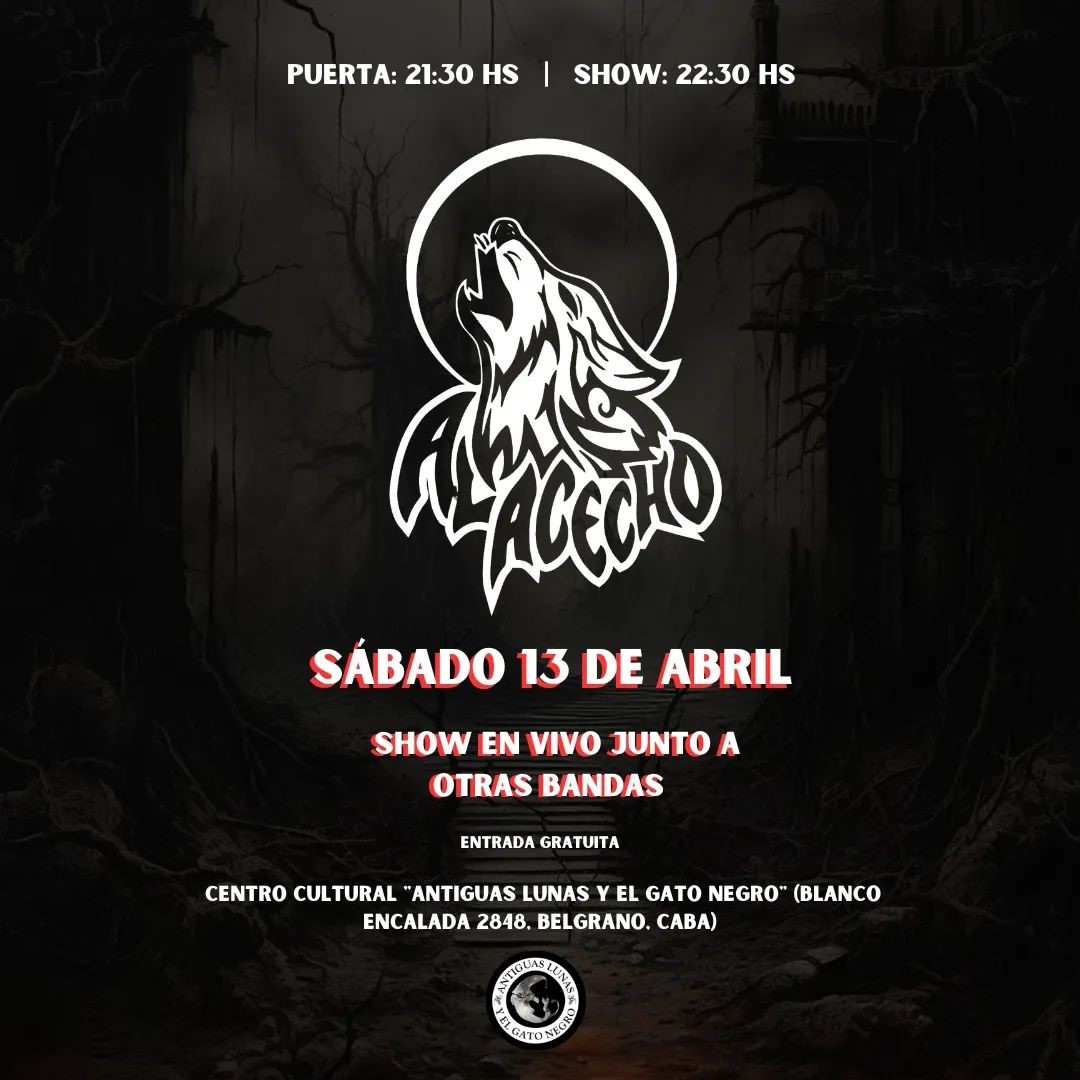 PUERTA: 21:30 HS | SHOW: 22:30 HS
ALMAS
AL ACECHO
SÁBADO 13 DE ABRIL
SHOW EN VIVO JUNTO A
OTRAS BANDAS
ENTRADA GRATUITA
CENTRO CULTURAL "ANTIGUAS LUNAS Y EL GATO NEGRO" (BLANCO
ENCALADA 2848, BELGRANO, CABA)
ANTIGUAS LUNAS
Y EL GATO NEGRO